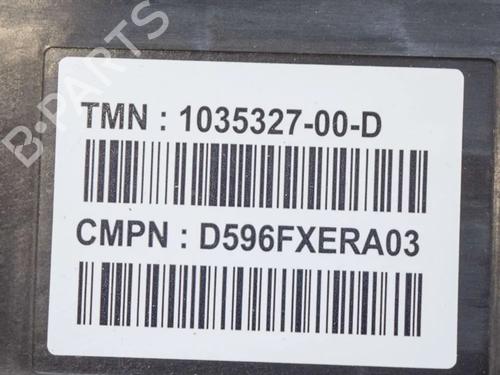 B-PARTS
TMN : 1035327-00-D
CMPN : D596FXERA03